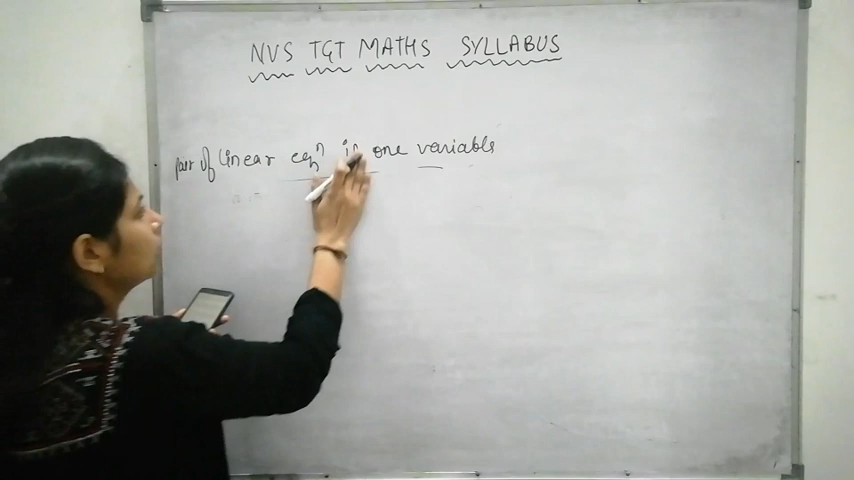 NVS TGT MATHS SYLLABUS
pair of linear eqn in one variable